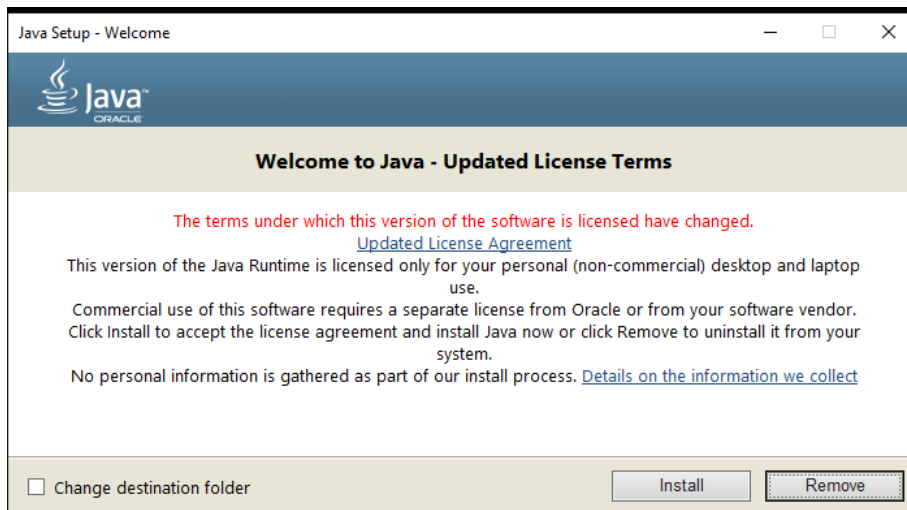 Java Setup - Welcome
Java™
ORACLE
Welcome to Java - Updated License Terms
The terms under which this version of the software is licensed have changed.
Updated License Agreement
This version of the Java Runtime is licensed only for your personal (non-commercial) desktop and laptop
use.
Commercial use of this software requires a separate license from Oracle or from your software vendor.
Click Install to accept the license agreement and install Java now or click Remove to uninstall it from your
system.
No personal information is gathered as part of our install process. Details on the information we collect
Change destination folder
Install
Remove